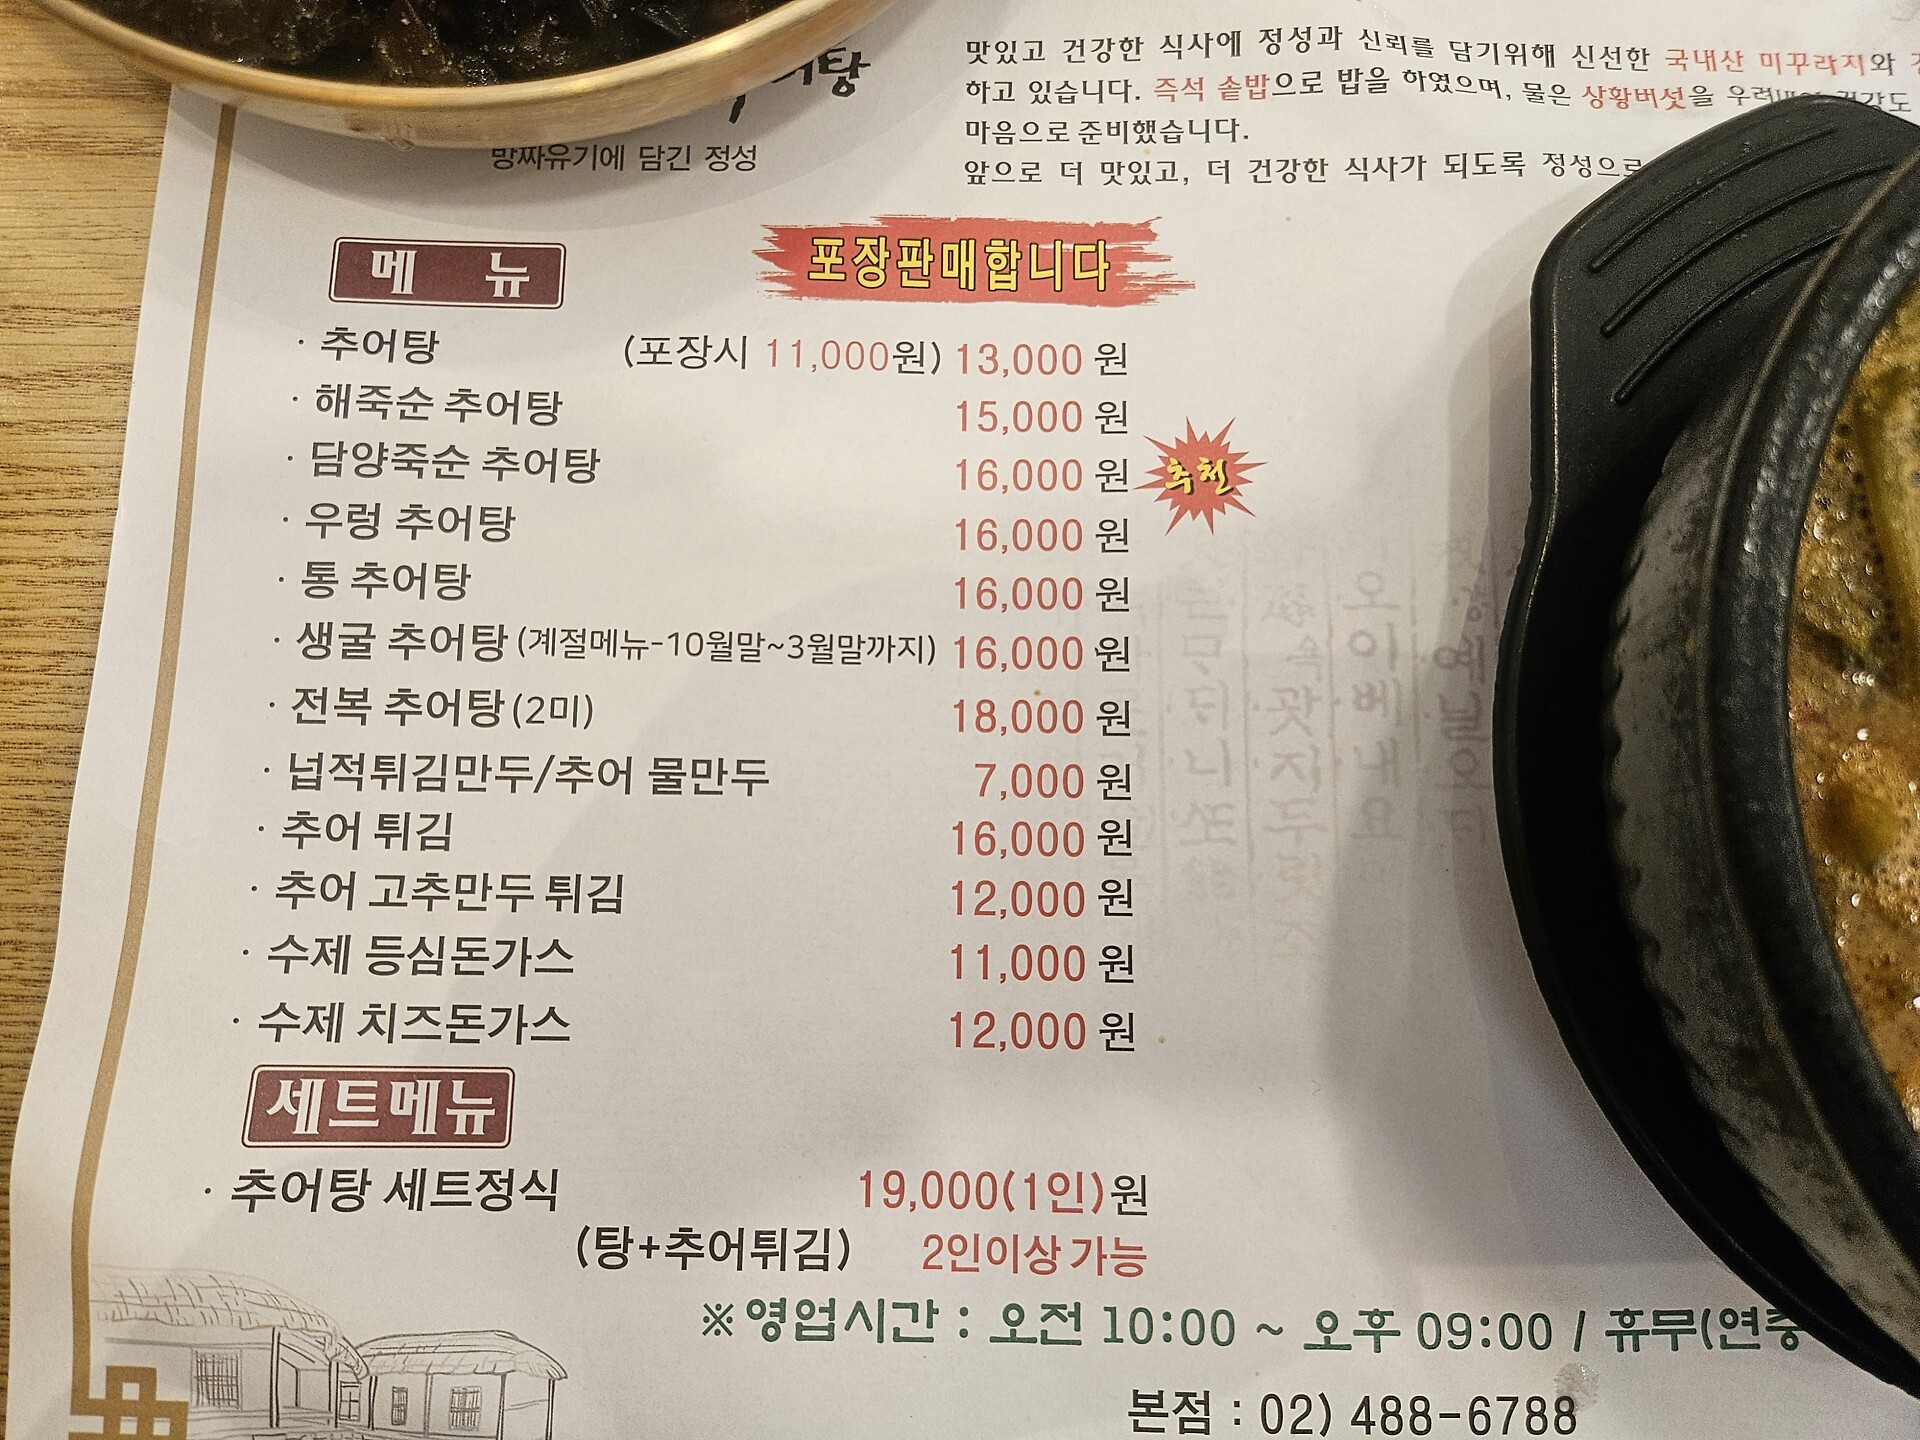 맛있고 건강한 식사에 정성과 신뢰를 담기위해 신선한 국내산 미꾸라지와
하고 있습니다. 즉석 솥밥으로 밥을 하였으며, 물은 상황버섯을
마음으로 준비했습니다.
앞으로 더 맛있고, 더 건강한 식사가 되도록 정성으로
방짜유기에 담긴 정성
메뉴
포장판매합니다
· 추어탕 (포장시 11,000원) 13,000 원
· 해죽순 추어탕 15,000 원
· 담양죽순 추어탕 16,000 원 추천
· 우렁 추어탕 16,000 원
· 통 추어탕 16,000 원
· 생굴 추어탕 (계절메뉴-10월말~3월말까지) 16,000 원
· 전복 추어탕 (2미) 18,000 원
· 넙적튀김만두/추어 물만두 7,000 원
· 추어 튀김 16,000 원
· 추어 고추만두 튀김 12,000 원
· 수제 등심돈가스 11,000 원
· 수제 치즈돈가스 12,000 원
세트메뉴
· 추어탕 세트정식 19,000(1인)원
(탕+추어튀김) 2인이상 가능
※영업시간 : 오전 10:00 ~ 오후 09:00 / 휴무(연중
본점 : 02) 488-6788